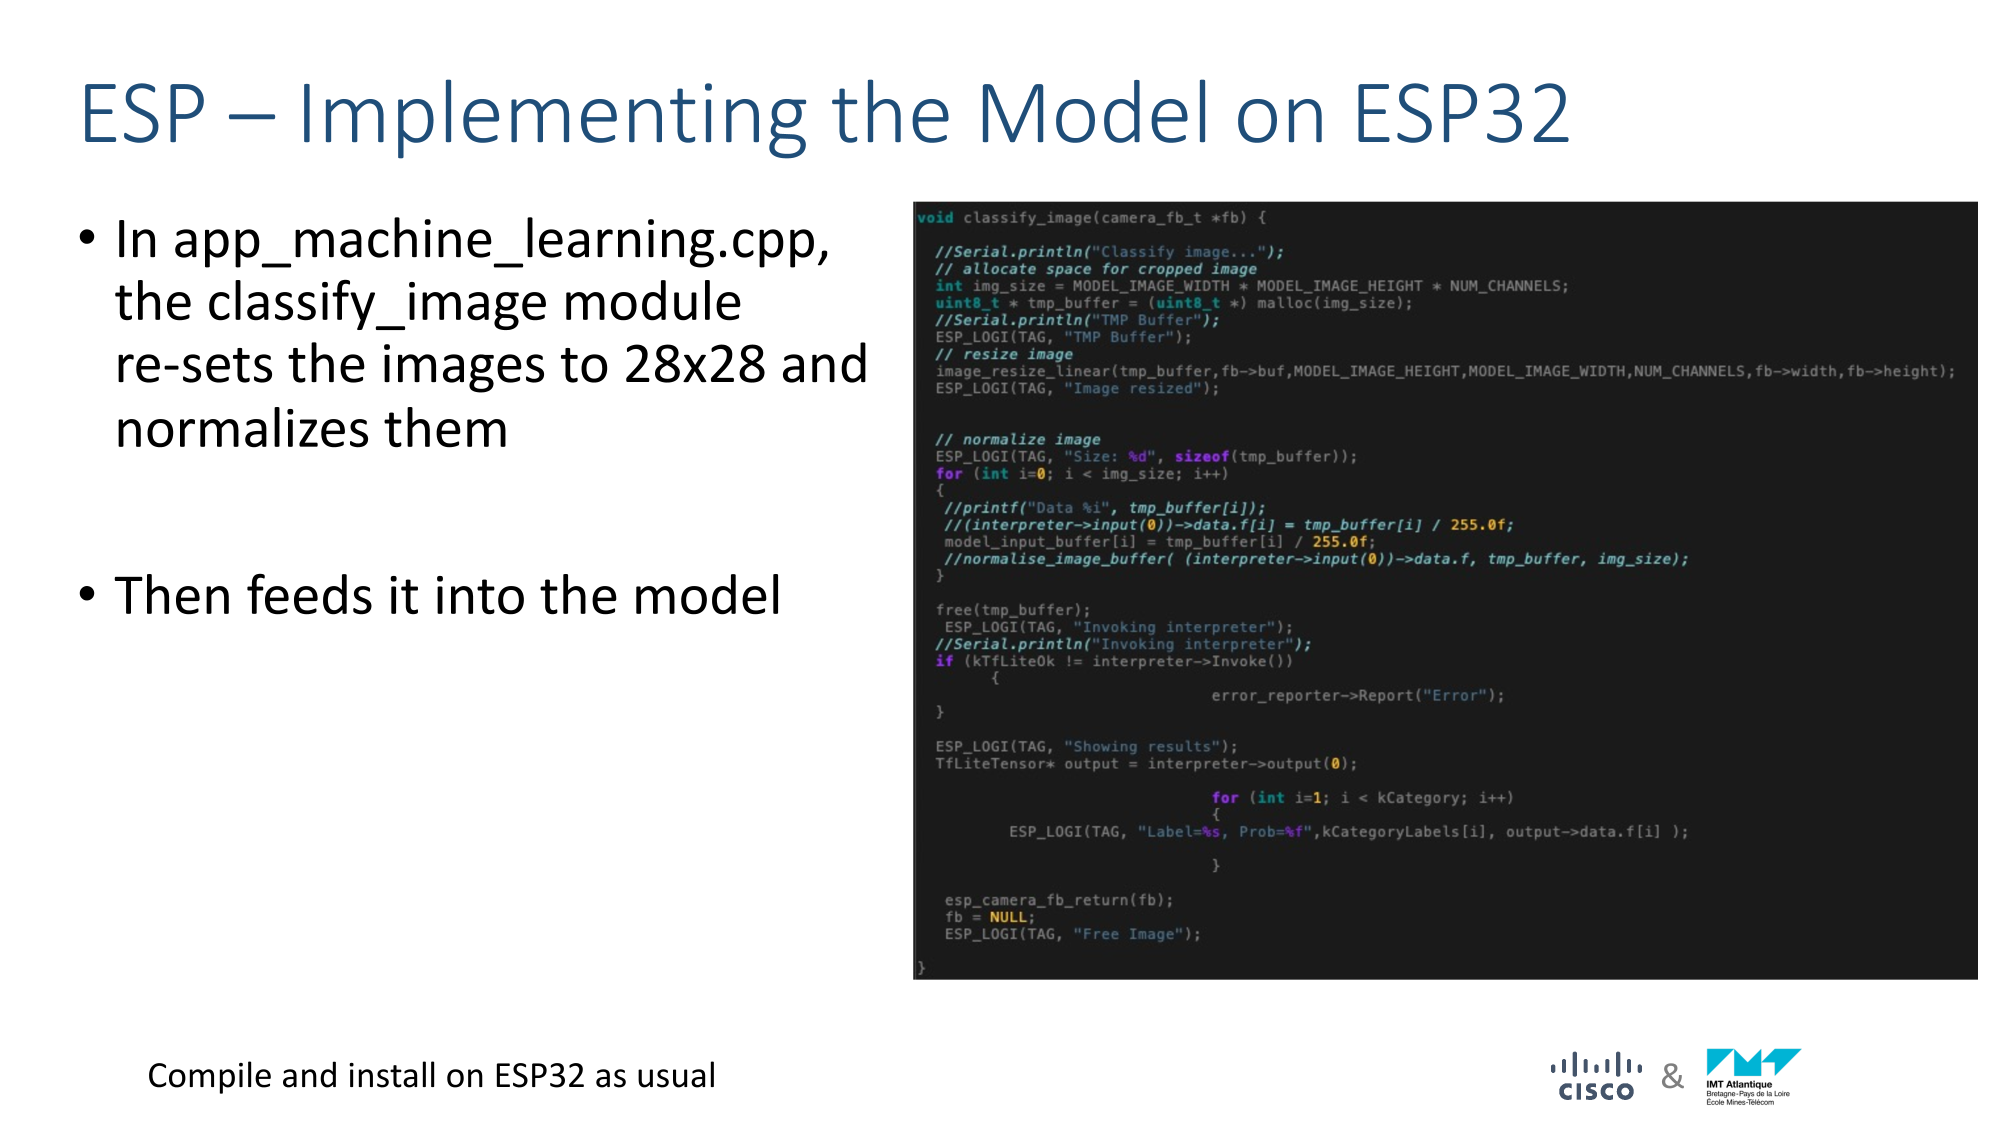 ESP – Implementing the Model on ESP32
• In app_machine_learning.cpp,
the classify_image module
re-sets the images to 28x28 and
normalizes them
• Then feeds it into the model
void classify_image(camera_fb_t *fb) {
//Serial.println("Classify image...");
// allocate space for cropped image
int img_size = MODEL_IMAGE_WIDTH * MODEL_IMAGE_HEIGHT * NUM_CHANNELS;
uint8_t * tmp_buffer = (uint8_t *) malloc(img_size);
//Serial.println("TMP Buffer");
ESP_LOGI(TAG, "TMP Buffer");
// resize image
image_resize_linear(tmp_buffer,fb->buf,MODEL_IMAGE_HEIGHT,MODEL_IMAGE_WIDTH,NUM_CHANNELS,fb->width,fb->height);
ESP_LOGI(TAG, "Image resized");
// normalize image
ESP_LOGI(TAG, "Size: %d", sizeof(tmp_buffer));
for (int i=0; i < img_size; i++)
{
//printf("Data %i", tmp_buffer[i]);
//(interpreter->input(0))->data.f[i] = tmp_buffer[i] / 255.0f;
model_input_buffer[i] = tmp_buffer[i] / 255.0f;
//normalise_image_buffer( (interpreter->input(0))->data.f, tmp_buffer, img_size);
}
free(tmp_buffer);
ESP_LOGI(TAG, "Invoking interpreter");
//Serial.println("Invoking interpreter");
if (kTfLiteOk != interpreter->Invoke())
{
error_reporter->Report("Error");
}
ESP_LOGI(TAG, "Showing results");
TfLiteTensor* output = interpreter->output(0);
for (int i=1; i < kCategory; i++)
{
ESP_LOGI(TAG, "Label=%s, Prob=%f",kCategoryLabels[i], output->data.f[i] );
}
esp_camera_fb_return(fb);
fb = NULL;
ESP_LOGI(TAG, "Free Image");
}
Compile and install on ESP32 as usual
CISCO
&
IMT Atlantique
Bretagne-Pays de la Loire
École Mines-Télécom